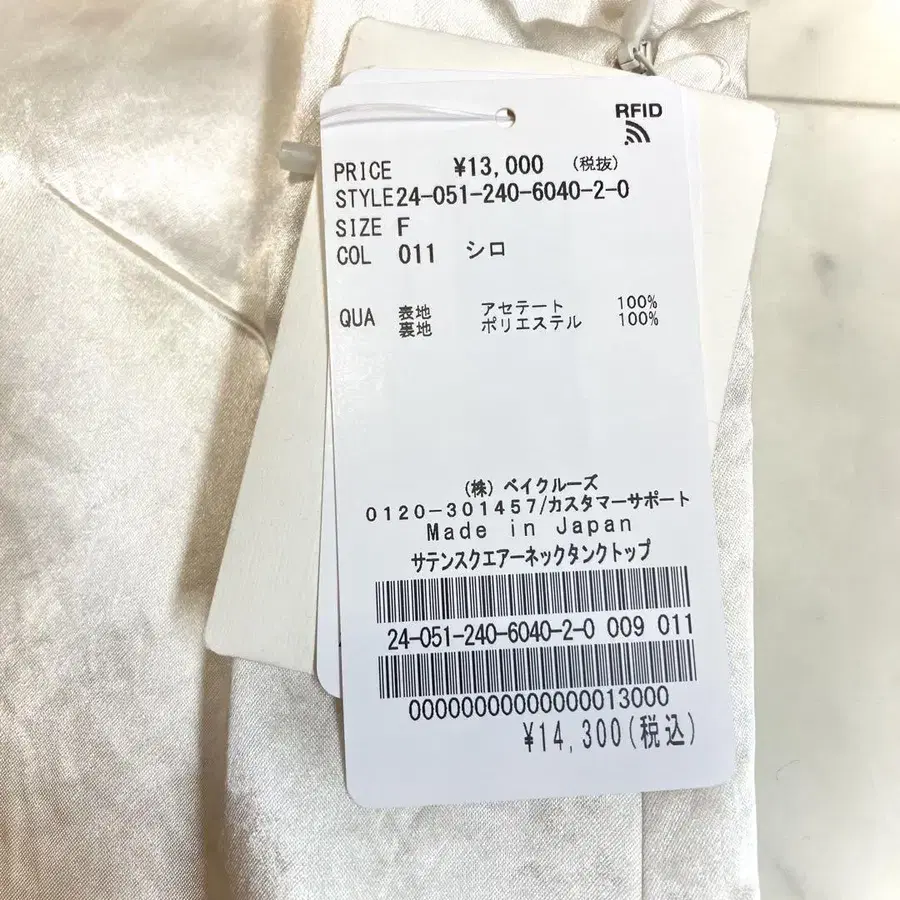 RFID
PRICE ¥13,000 (税抜)
STYLE 24-051-240-6040-2-0
SIZE F
COL 011 シロ
QUA 表地 アセテート 100%
裏地 ポリエステル 100%
(株) ベイクルーズ
0120-301457/カスタマーサポート
Made in Japan
サテンスクエアーネックタンクトップ
24-051-240-6040-2-0 009 011
00000000000000013000
¥14,300(税込)